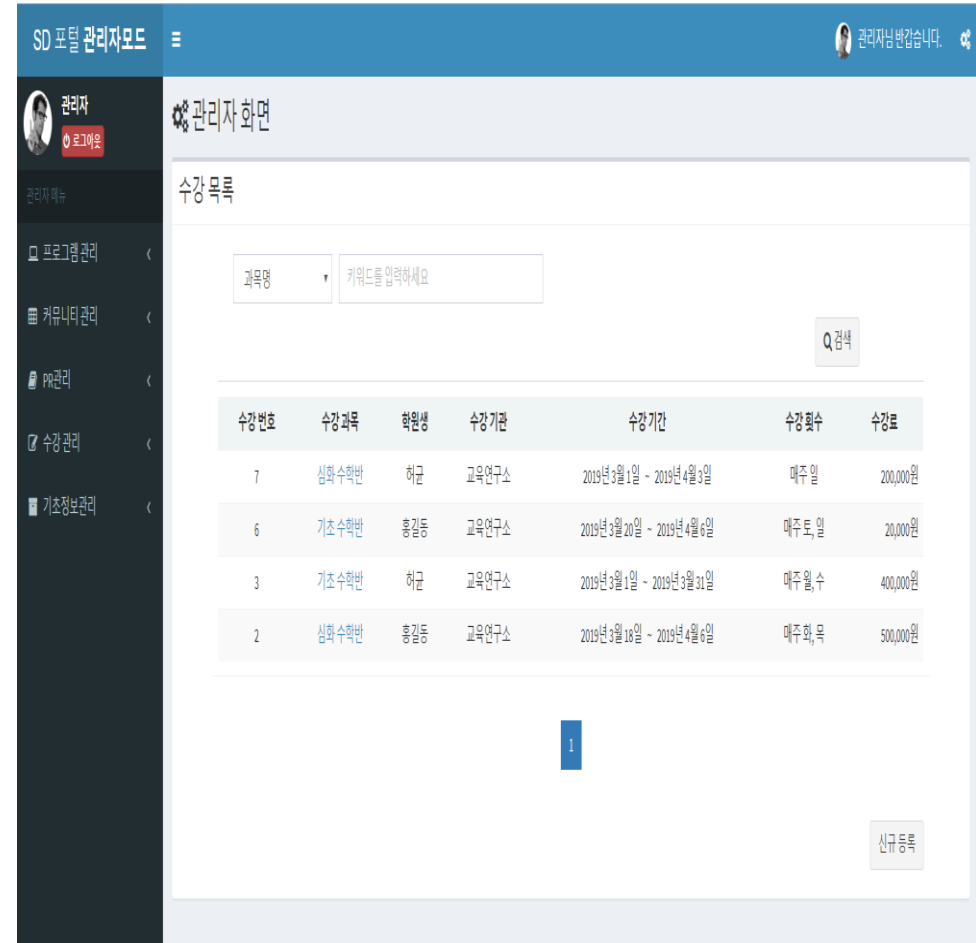 SD 포털 관리자모드
관리자님 반갑습니다.
관리자
로그아웃
관리자 메뉴
프로그램 관리
커뮤니티 관리
PR관리
수강 관리
기초정보관리
관리자 화면
수강 목록
과목명 키워드를 입력하세요
검색
수강 번호 수강 과목 학원생 수강 기관 수강 기간 수강 횟수 수강료
7 심화 수학반 허균 교육연구소 2019년 3월 1일 ~ 2019년 4월 3일 매주 일 200,000원
6 기초 수학반 홍길동 교육연구소 2019년 3월 20일 ~ 2019년 4월 6일 매주 토, 일 20,000원
3 기초 수학반 허균 교육연구소 2019년 3월 1일 ~ 2019년 3월 31일 매주 월, 수 400,000원
2 심화 수학반 홍길동 교육연구소 2019년 3월 18일 ~ 2019년 4월 6일 매주 화, 목 500,000원
1
신규 등록